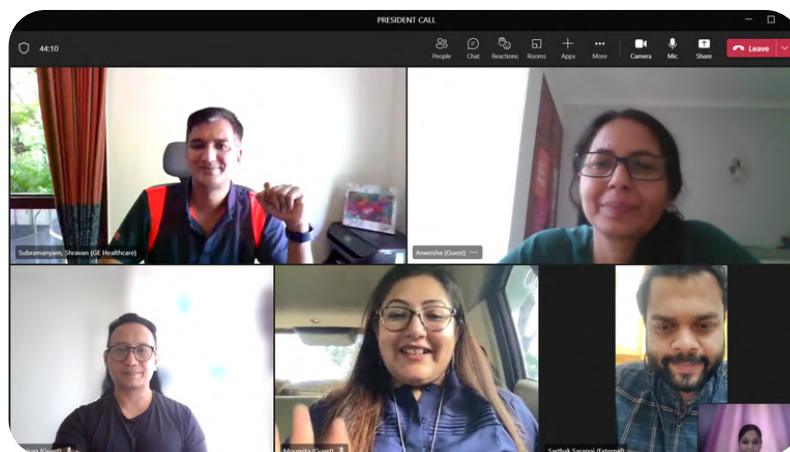 PRESIDENT CALL
44:10
People Chat Reactions Rooms Apps More Camera Mic Share Leave
Subramanyam, Shravan (GE Healthcare)
Anwesha (Guest)
(Guest)
Moumita (Guest)
Sarthak Sarangi (External)